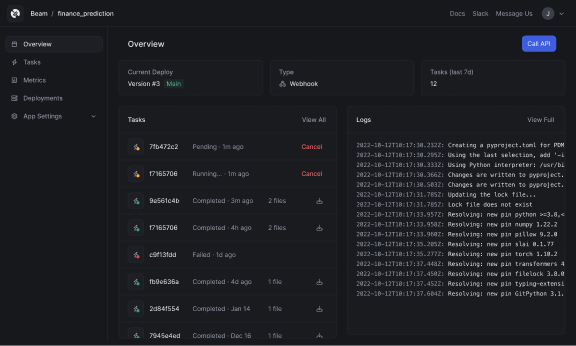 Beam / finance_prediction
Docs Slack Message Us J
Overview
Tasks
Metrics
Deployments
App Settings
Overview
Call API
Current Deploy
Version #3 Main
Type
Webhook
Tasks (last 7d)
12
Tasks View All
7fb472c2 Pending · 1m ago Cancel
f7165706 Running... · 1m ago Cancel
9a561c4b Completed · 3m ago 2 files
f7165706 Completed · 4h ago 2 files
c9f13fdd Failed · 1d ago
fb9e636a Completed · 4d ago 1 file
2d84f554 Completed · Jan 14 1 file
7945e4ed Completed · Dec 16 1 file
Logs View Full
2022-10-12T10:17:30.232Z: Creating a pyproject.toml for PDM
2022-10-12T10:17:30.295Z: Using the last selection, add '-i
2022-10-12T10:17:30.333Z: Using Python interpreter: /usr/bi
2022-10-12T10:17:30.366Z: Changes are written to pyproject.
2022-10-12T10:17:30.503Z: Changes are written to pyproject.
2022-10-12T10:17:31.785Z: Updating the lock file...
2022-10-12T10:17:31.785Z: Lock file does not exist
2022-10-12T10:17:33.957Z: Resolving: new pin python >=3.8,<
2022-10-12T10:17:33.958Z: Resolving: new pin numpy 1.22.2
2022-10-12T10:17:33.960Z: Resolving: new pin pillow 9.2.0
2022-10-12T10:17:35.205Z: Resolving: new pin slai 0.1.77
2022-10-12T10:17:35.277Z: Resolving: new pin torch 1.10.2
2022-10-12T10:17:37.448Z: Resolving: new pin transformers 4
2022-10-12T10:17:37.450Z: Resolving: new pin filelock 3.8.0
2022-10-12T10:17:37.452Z: Resolving: new pin typing-extensi
2022-10-12T10:17:37.604Z: Resolving: new pin GitPython 3.1.